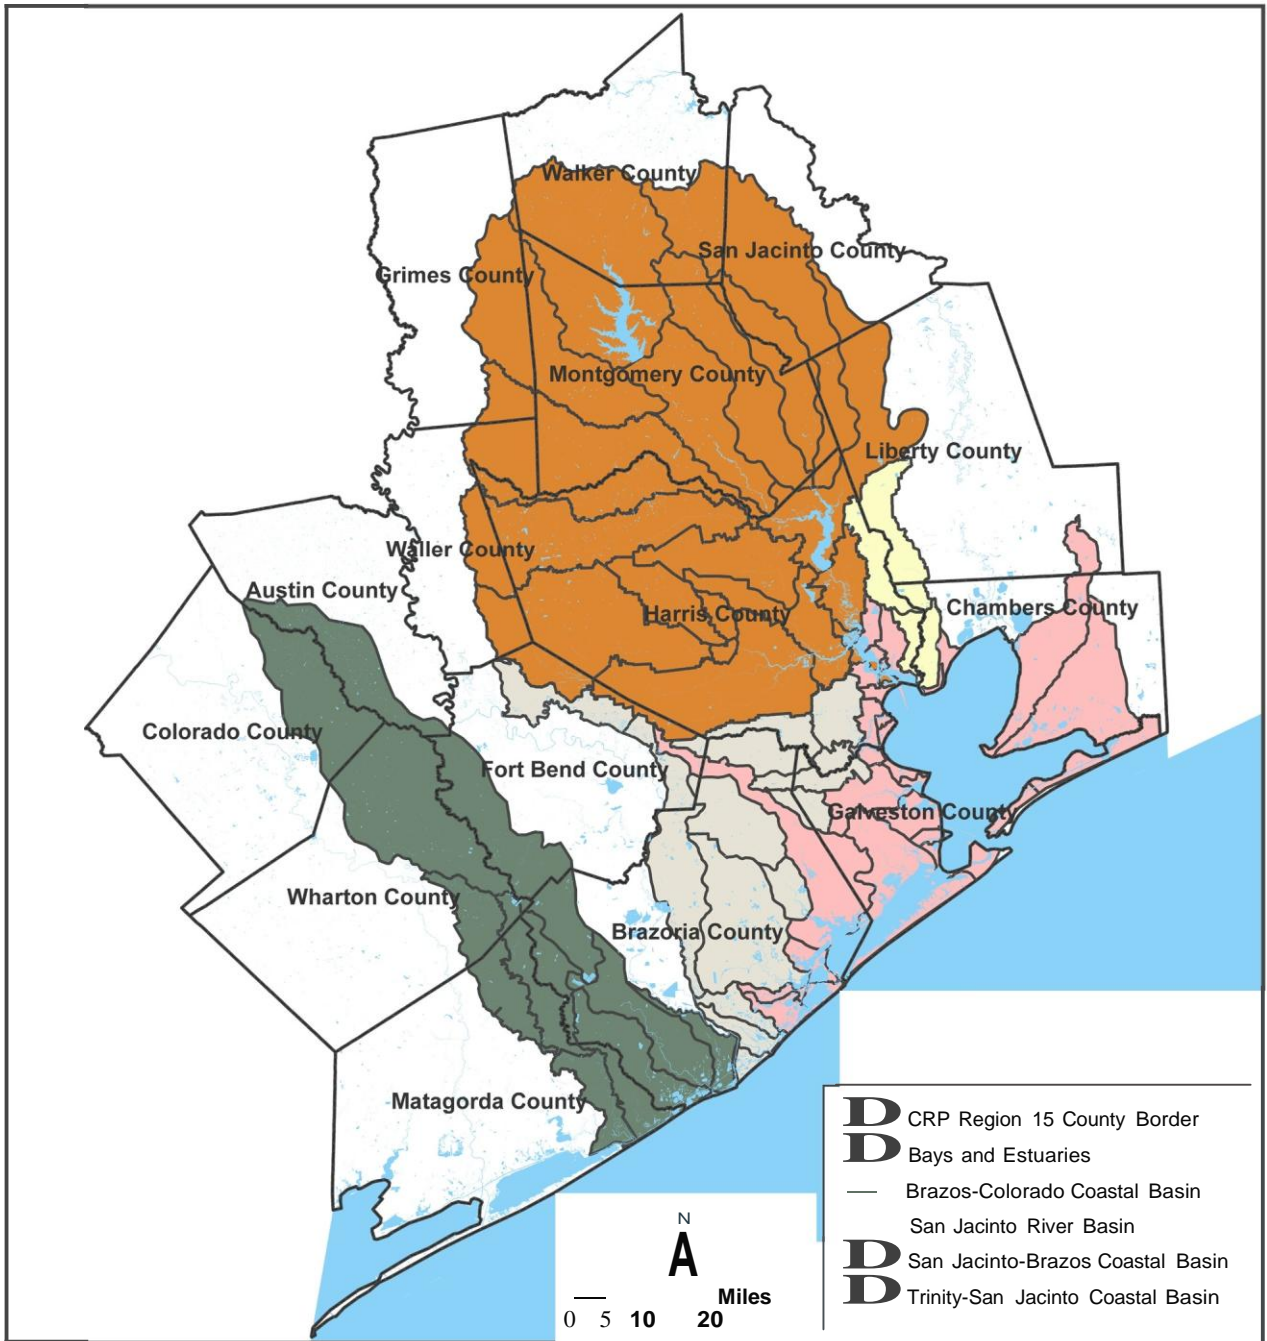 Walker County
San Jacinto County
Grimes County
Montgomery County
Liberty County
Waller County
Austin County
Harris County
Chambers County
Colorado County
Fort Bend County
Galveston County
Wharton County
Brazoria County
Matagorda County
D CRP Region 15 County Border
D Bays and Estuaries
— Brazos-Colorado Coastal Basin
San Jacinto River Basin
D San Jacinto-Brazos Coastal Basin
D Trinity-San Jacinto Coastal Basin
N
A
Miles
0 5 10 20